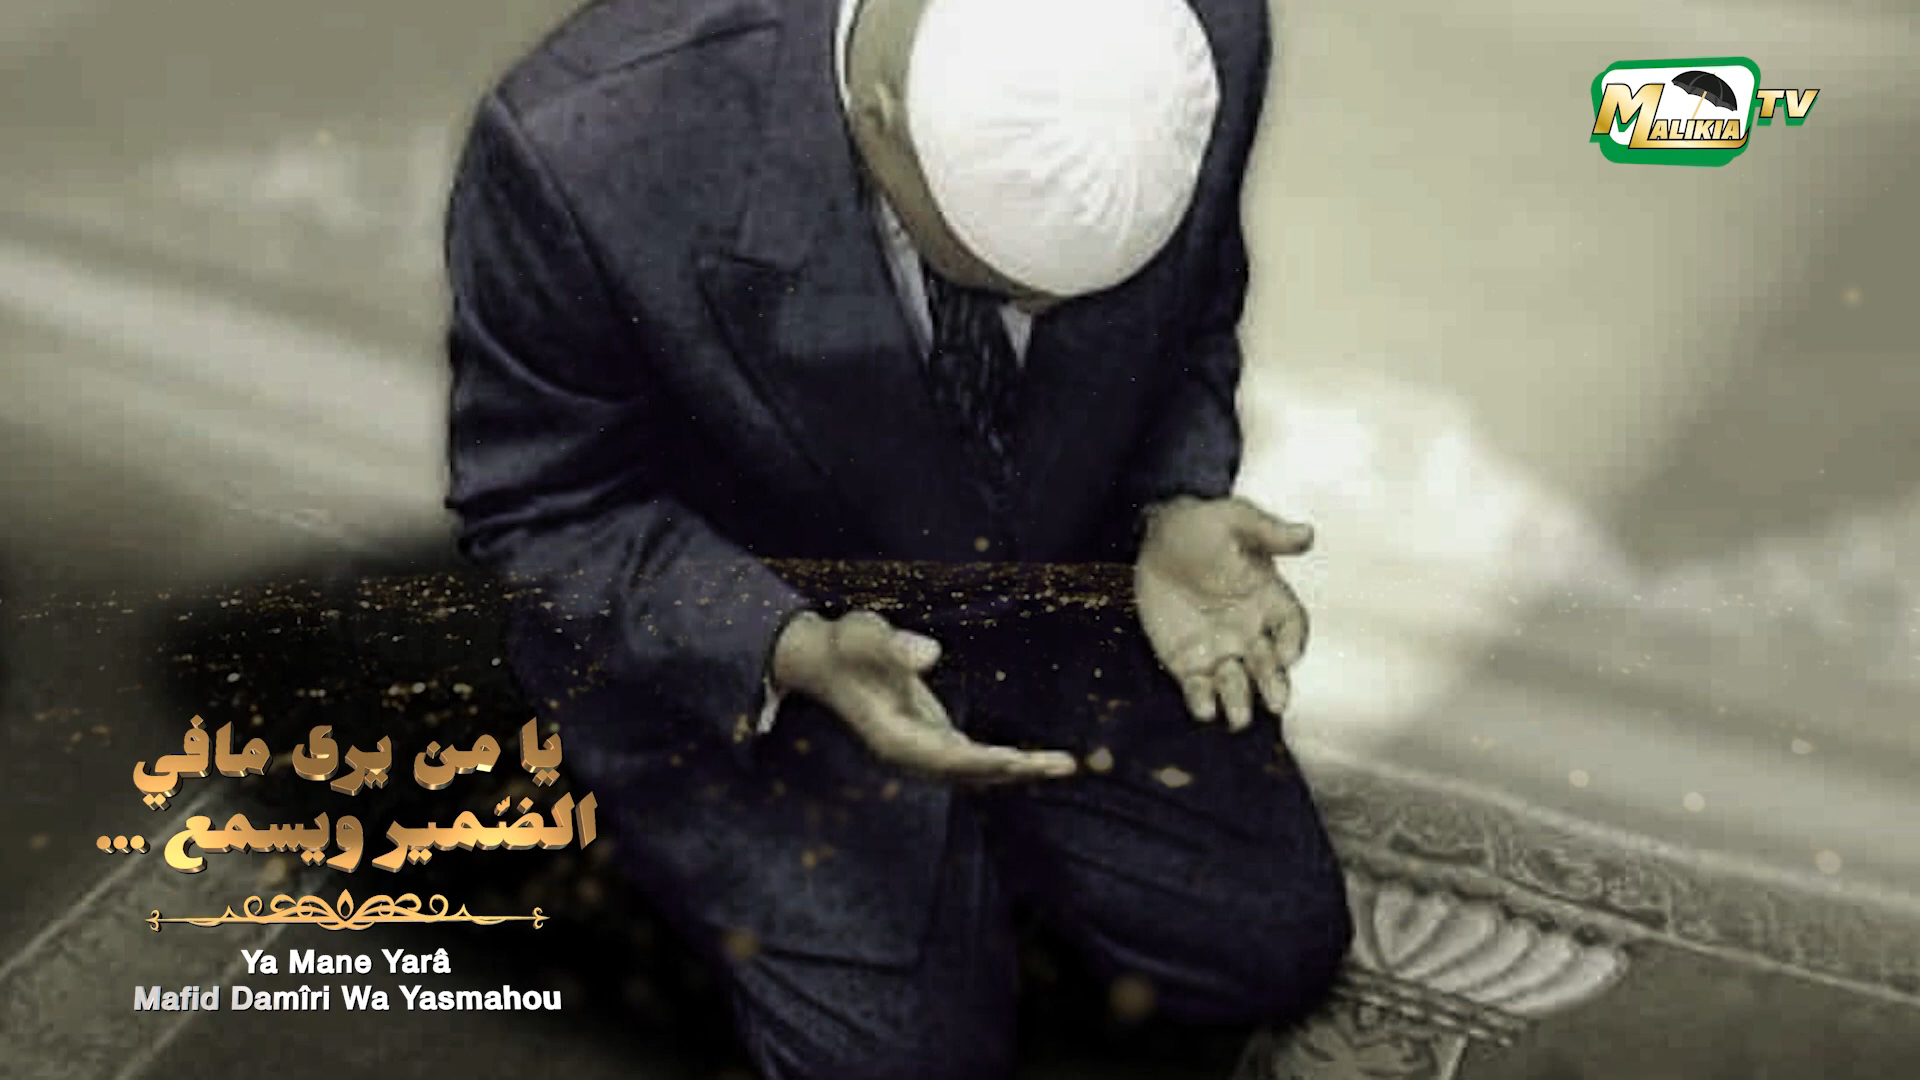 MALIKIA TV
يا من يرى مافي
الضّمير ويسمع ...
Ya Mane Yarâ
Mafid Damîri Wa Yasmahou